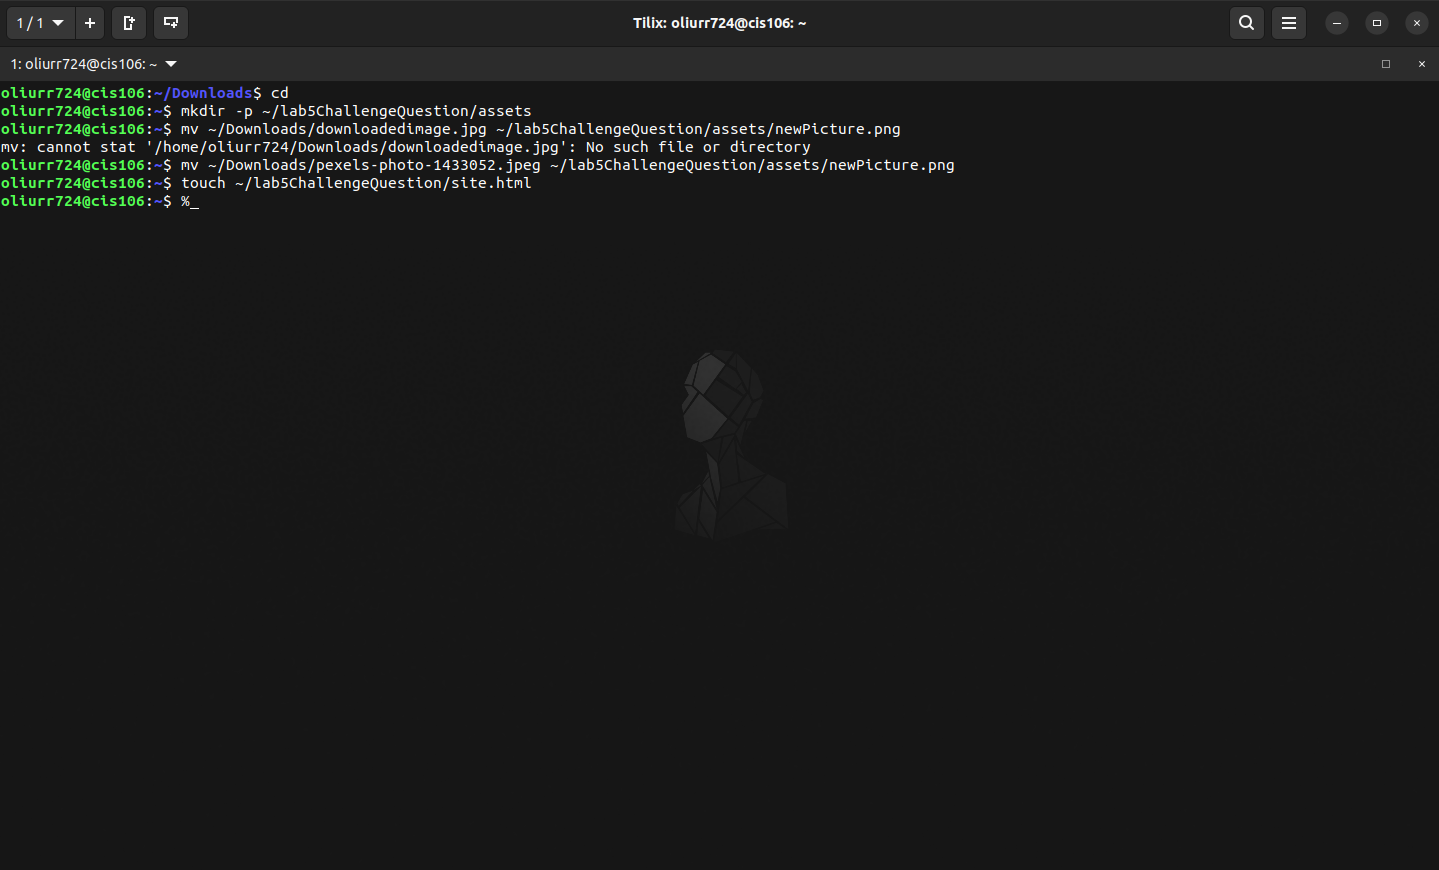 1 / 1
Tilix: oliurr724@cis106: ~
1: oliurr724@cis106: ~
oliurr724@cis106:~/Downloads$ cd
oliurr724@cis106:~$ mkdir -p ~/lab5ChallengeQuestion/assets
oliurr724@cis106:~$ mv ~/Downloads/downloadedimage.jpg ~/lab5ChallengeQuestion/assets/newPicture.png
mv: cannot stat '/home/oliurr724/Downloads/downloadedimage.jpg': No such file or directory
oliurr724@cis106:~$ mv ~/Downloads/pexels-photo-1433052.jpeg ~/lab5ChallengeQuestion/assets/newPicture.png
oliurr724@cis106:~$ touch ~/lab5ChallengeQuestion/site.html
oliurr724@cis106:~$ %_